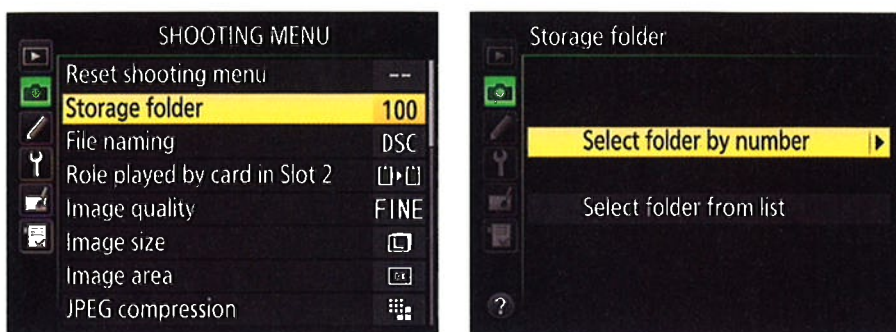 SHOOTING MENU
Reset shooting menu --
Storage folder 100
File naming DSC
Role played by card in Slot 2
Image quality FINE
Image size L
Image area DX
JPEG compression
Storage folder
Select folder by number
Select folder from list
?